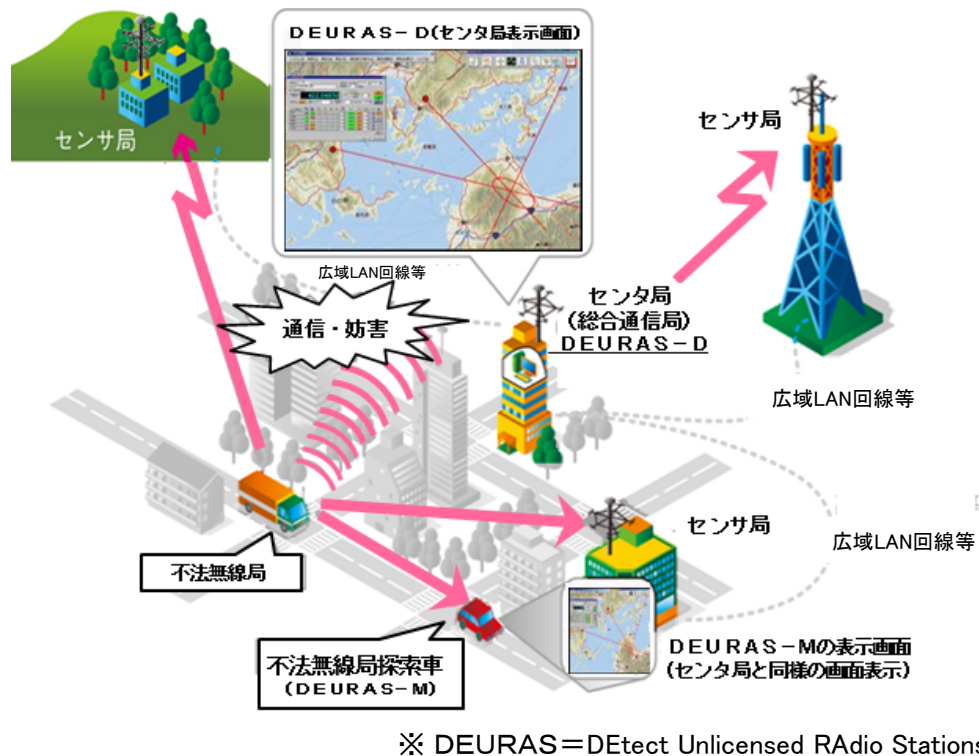 DEURAS-D(センタ局表示画面)
センサ局
センサ局
広域LAN回線等
センタ局
(総合通信局)
DEURAS-D
通信・妨害
広域LAN回線等
センサ局
広域LAN回線等
不法無線局
不法無線局探索車
(DEURAS-M)
DEURAS-Mの表示画面
(センタ局と同様の画面表示)
※ DEURAS=DEtect Unlicensed RAdio Stations